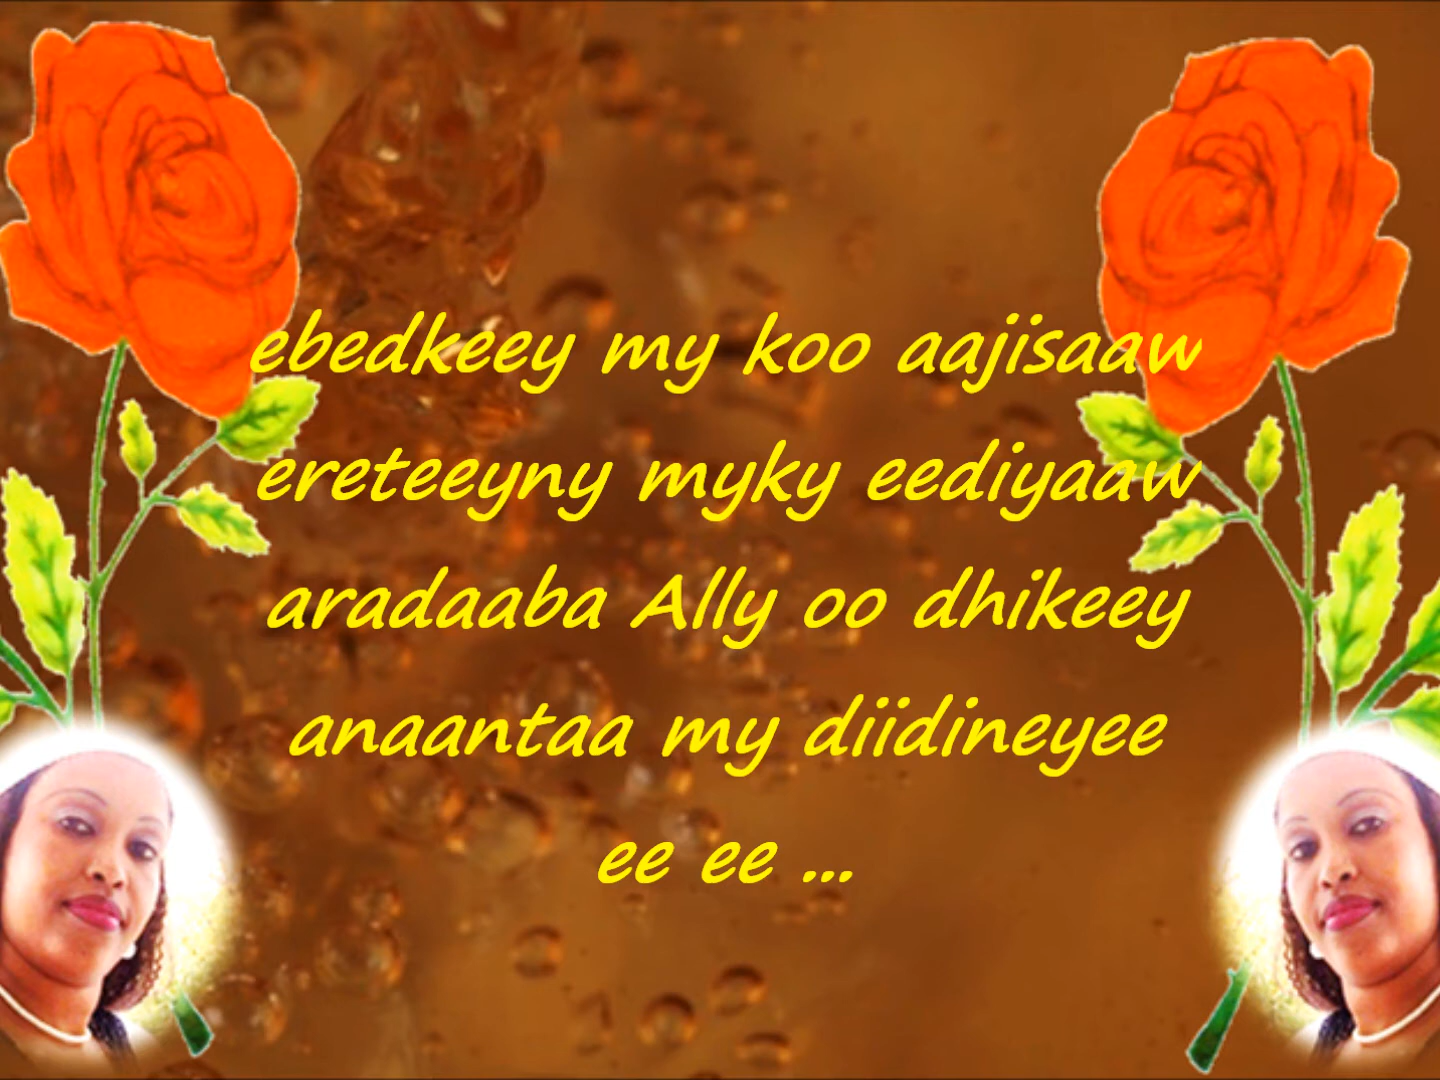 ebedkeey my koo aajisaaw
ereteeyny myky eediyaaw
aradaaba Ally oo dhikeey
anaantaa my diidineyee
ee ee ...